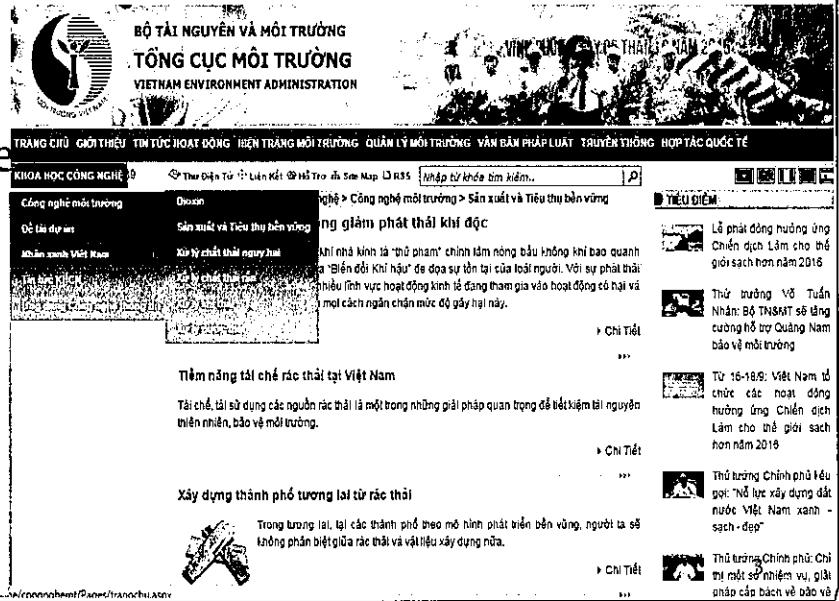 BỘ TÀI NGUYÊN VÀ MÔI TRƯỜNG
TỔNG CỤC MÔI TRƯỜNG
VIETNAM ENVIRONMENT ADMINISTRATION
TRANG CHỦ GIỚI THIỆU TIN TỨC HOẠT ĐỘNG HIỆN TRẠNG MÔI TRƯỜNG QUẢN LÝ MÔI TRƯỜNG VĂN BẢN PHÁP LUẬT TRUYỀN THÔNG HỢP TÁC QUỐC TẾ
KHOA HỌC CÔNG NGHỆ
Thư Điện Tử Liên Kết Hỗ Trợ Site Map RSS Nhập từ khóa tìm kiếm..
Công nghệ môi trường
Đề tài dự án
Nhãn xanh Việt Nam
Dioxin
Sản xuất và Tiêu thụ bền vững
Xử lý chất thải nguy hại
nghệ > Công nghệ môi trường > Sản xuất và Tiêu thụ bền vững
ng giảm phát thải khí độc
khí nhà kính là "thủ phạm" chính làm nóng bầu không khí bao quanh
a "Biến đổi Khí hậu" đe dọa sự tồn tại của loài người. Với sự phát thải
nhiều lĩnh vực hoạt động kinh tế đang tham gia vào hoạt động có hại và
mọi cách ngăn chặn mức độ gây hại này.
Chi Tiết
Tiềm năng tái chế rác thải tại Việt Nam
Tái chế, tái sử dụng các nguồn rác thải là một trong những giải pháp quan trọng để tiết kiệm tài nguyên
thiên nhiên, bảo vệ môi trường.
Chi Tiết
Xây dựng thành phố tương lai từ rác thải
Trong tương lai, tại các thành phố theo mô hình phát triển bền vững, người ta sẽ
không phân biệt giữa rác thải và vật liệu xây dựng nữa.
Chi Tiết
TIÊU ĐIỂM
Lễ phát động hưởng ứng
Chiến dịch Làm cho thế
giới sạch hơn năm 2016
Thứ trưởng Võ Tuấn
Nhân: Bộ TN&MT sẽ tăng
cường hỗ trợ Quảng Nam
bảo vệ môi trường
Từ 16-18/9: Việt Nam tổ
chức các hoạt động
hưởng ứng Chiến dịch
Làm cho thế giới sạch
hơn năm 2016
Thủ tướng Chính phủ kêu
gọi: "Nỗ lực xây dựng đất
nước Việt Nam xanh -
sạch - đẹp"
Thủ tướng Chính phủ: Chỉ
thị một số nhiệm vụ, giải
pháp cấp bách về bảo vệ
3